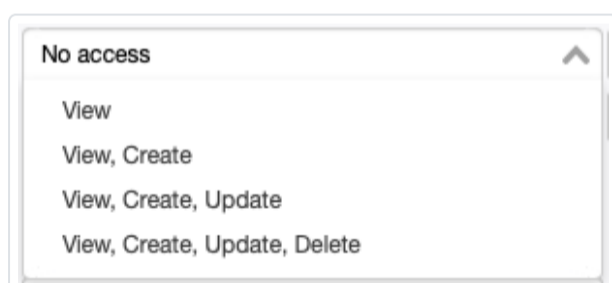 No access
View
View, Create
View, Create, Update
View, Create, Update, Delete